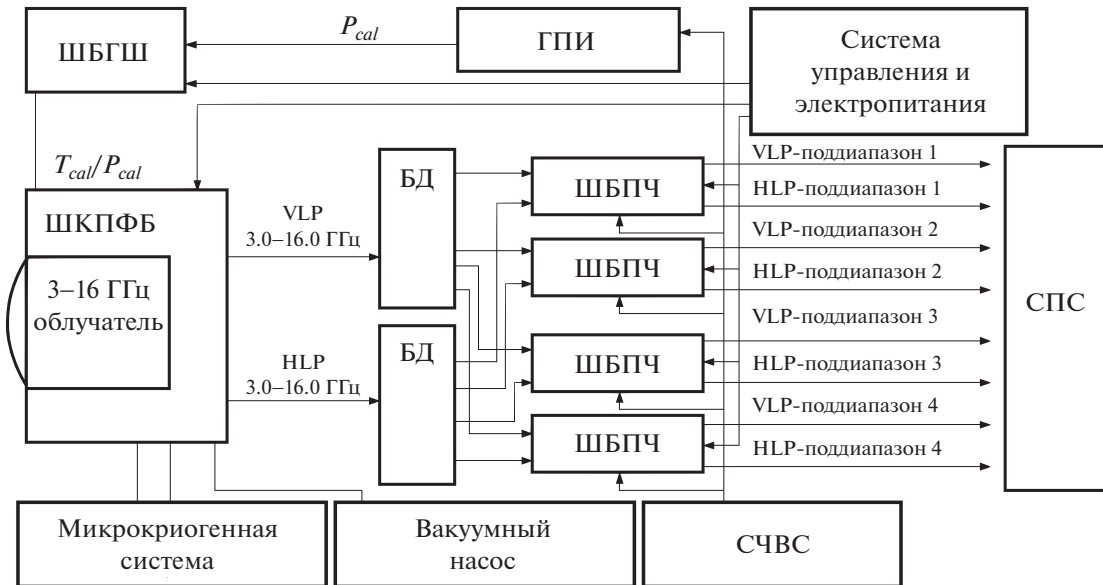 ШБГШ
P_cal
ГПИ
Система
управления и
электропитания
T_cal/P_cal
ШКПФБ
3–16 ГГц
облучатель
VLP
3.0–16.0 ГГц
HLP
3.0–16.0 ГГц
БД
БД
ШБПЧ
ШБПЧ
ШБПЧ
ШБПЧ
VLP-поддиапазон 1
HLP-поддиапазон 1
VLP-поддиапазон 2
HLP-поддиапазон 2
VLP-поддиапазон 3
HLP-поддиапазон 3
VLP-поддиапазон 4
HLP-поддиапазон 4
СПС
Микрокриогенная
система
Вакуумный
насос
СЧВС